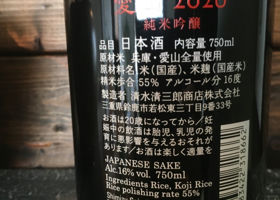 愛 2020
純米吟醸
品目 日本酒 内容量 750ml
原材米 兵庫・愛山全量使用
原材料名/米(国産)、米麹(国産米)
精米歩合 55% アルコール分 16度
製造者 清水清三郎商店株式会社
三重県鈴鹿市若松東三丁目9番33号
お酒は20歳になってから/妊
娠中の飲酒は胎児、乳児の発
育に悪影響を与えるおそれが
あります/お酒は楽しく適量を
JAPANESE SAKE
Alc.16% vol. 750ml
Ingredients Rice, Koji Rice
Rice polishing rate 55%